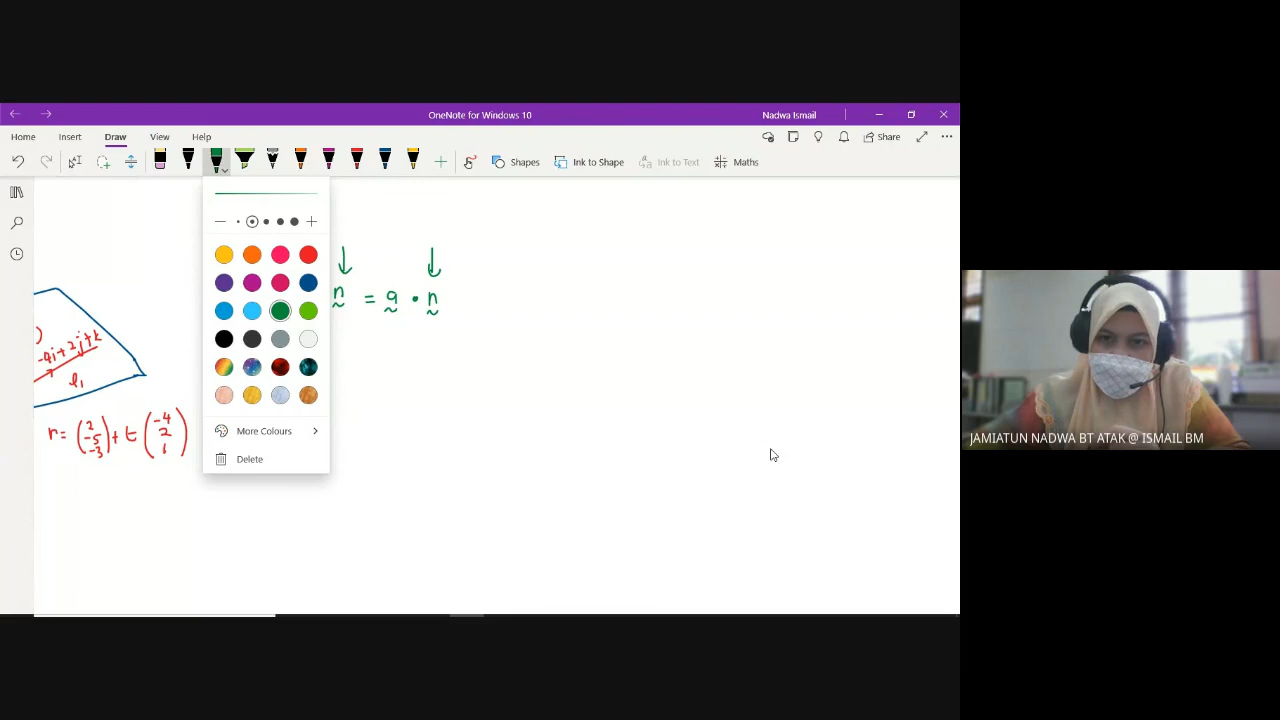 OneNote for Windows 10
Nadwa Ismail
Home Insert Draw View Help
Share
Shapes Ink to Shape Ink to Text Maths
n = a • n
-4i+2j+k
l₁
r = (2 -5 -3) + t (-4 2 1)
More Colours
Delete
JAMIATUN NADWA BT ATAK @ ISMAIL BM